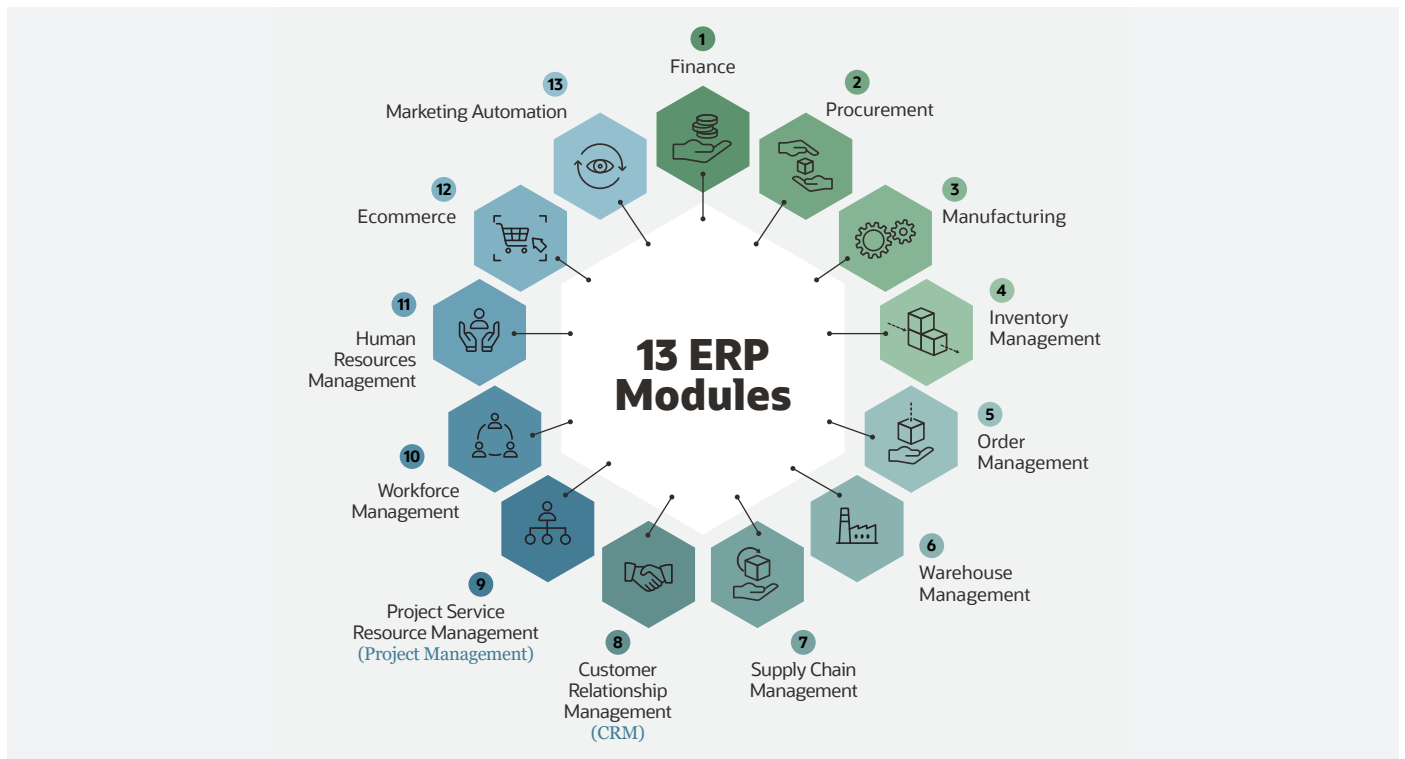 13 ERP
Modules
1
Finance
2
Procurement
3
Manufacturing
4
Inventory
Management
5
Order
Management
6
Warehouse
Management
7
Supply Chain
Management
8
Customer
Relationship
Management
(CRM)
9
Project Service
Resource Management
(Project Management)
10
Workforce
Management
11
Human
Resources
Management
12
Ecommerce
13
Marketing Automation